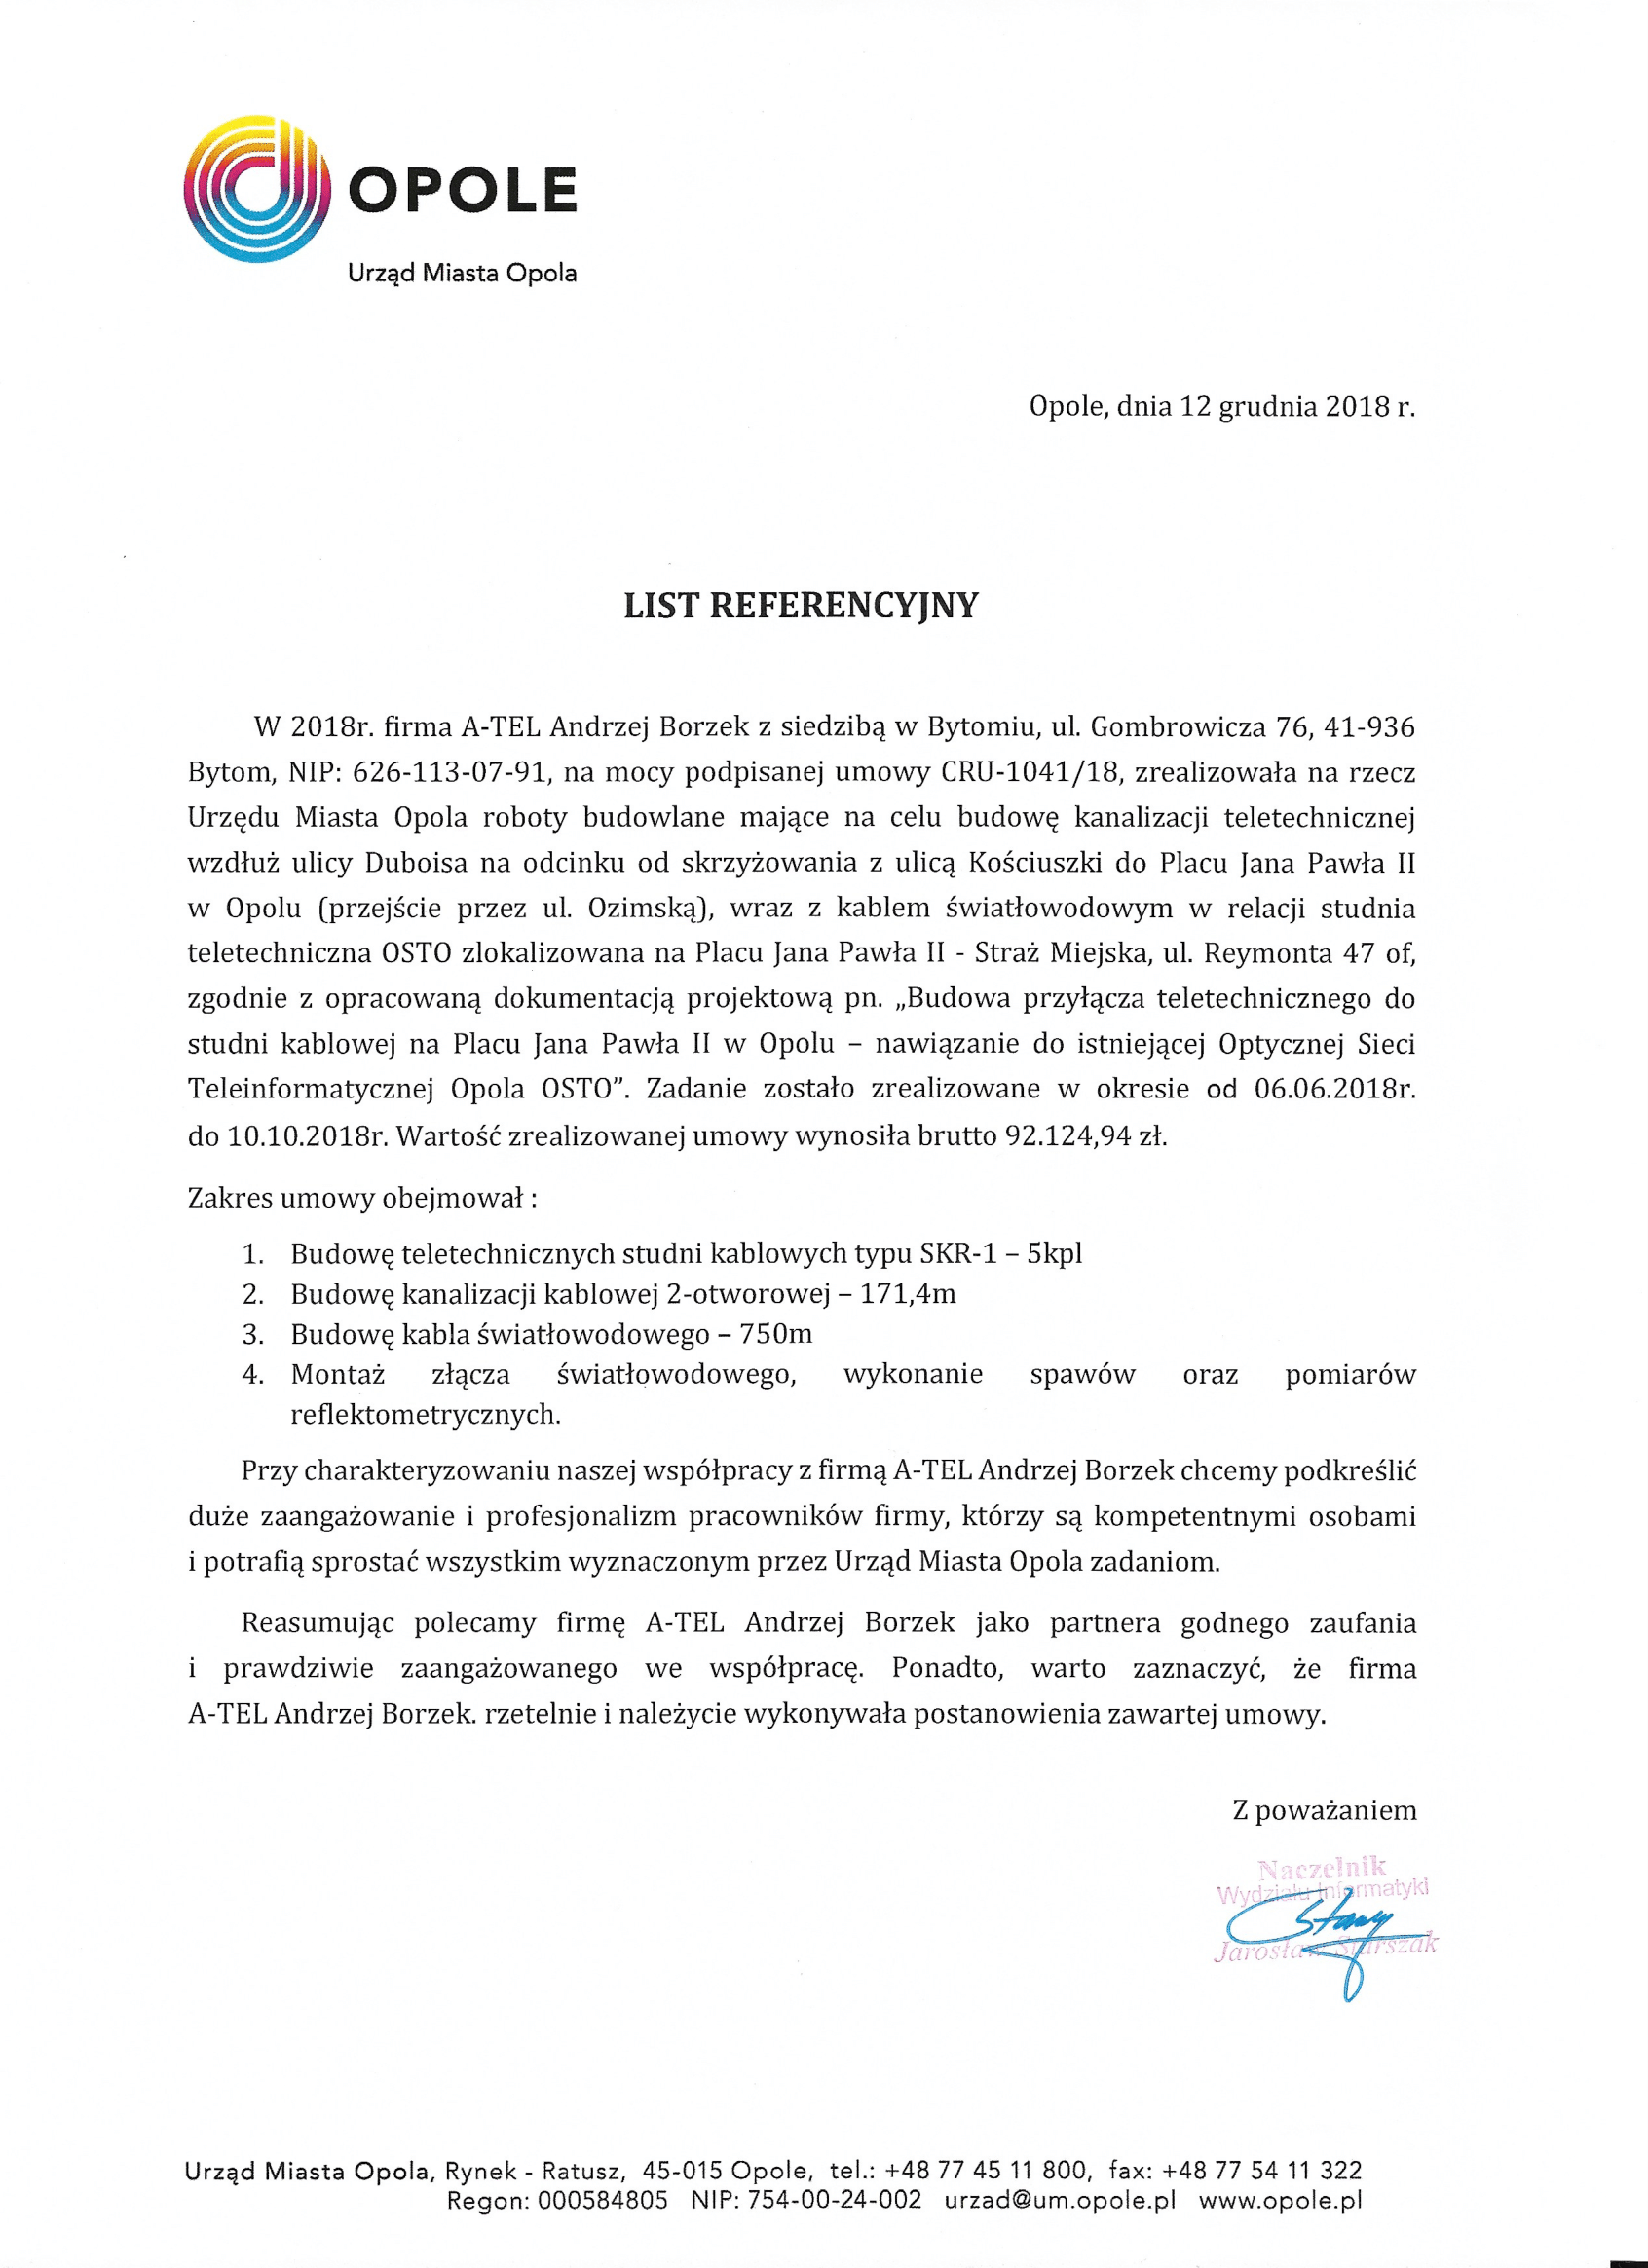 OPOLE
Urząd Miasta Opola
Opole, dnia 12 grudnia 2018 r.
LIST REFERENCYJNY
W 2018r. firma A-TEL Andrzej Borzek z siedzibą w Bytomiu, ul. Gombrowicza 76, 41-936
Bytom, NIP: 626-113-07-91, na mocy podpisanej umowy CRU-1041/18, zrealizowała na rzecz
Urzędu Miasta Opola roboty budowlane mające na celu budowę kanalizacji teletechnicznej
wzdłuż ulicy Duboisa na odcinku od skrzyżowania z ulicą Kościuszki do Placu Jana Pawła II
w Opolu (przejście przez ul. Ozimską), wraz z kablem światłowodowym w relacji studnia
teletechniczna OSTO zlokalizowana na Placu Jana Pawła II - Straż Miejska, ul. Reymonta 47 of,
zgodnie z opracowaną dokumentacją projektową pn. „Budowa przyłącza teletechnicznego do
studni kablowej na Placu Jana Pawła II w Opolu – nawiązanie do istniejącej Optycznej Sieci
Teleinformatycznej Opola OSTO”. Zadanie zostało zrealizowane w okresie od 06.06.2018r.
do 10.10.2018r. Wartość zrealizowanej umowy wynosiła brutto 92.124,94 zł.
Zakres umowy obejmował :
1. Budowę teletechnicznych studni kablowych typu SKR-1 – 5kpl
2. Budowę kanalizacji kablowej 2-otworowej – 171,4m
3. Budowę kabla światłowodowego – 750m
4. Montaż złącza światłowodowego, wykonanie spawów oraz pomiarów
reflektometrycznych.
Przy charakteryzowaniu naszej współpracy z firmą A-TEL Andrzej Borzek chcemy podkreślić
duże zaangażowanie i profesjonalizm pracowników firmy, którzy są kompetentnymi osobami
i potrafią sprostać wszystkim wyznaczonym przez Urząd Miasta Opola zadaniom.
Reasumując polecamy firmę A-TEL Andrzej Borzek jako partnera godnego zaufania
i prawdziwie zaangażowanego we współpracę. Ponadto, warto zaznaczyć, że firma
A-TEL Andrzej Borzek. rzetelnie i należycie wykonywała postanowienia zawartej umowy.
Z poważaniem
Naczelnik
Wydziału Informatyki
Jarosław Starszak
Urząd Miasta Opola, Rynek - Ratusz, 45-015 Opole, tel.: +48 77 45 11 800, fax: +48 77 54 11 322
Regon: 000584805 NIP: 754-00-24-002 urzad@um.opole.pl www.opole.pl